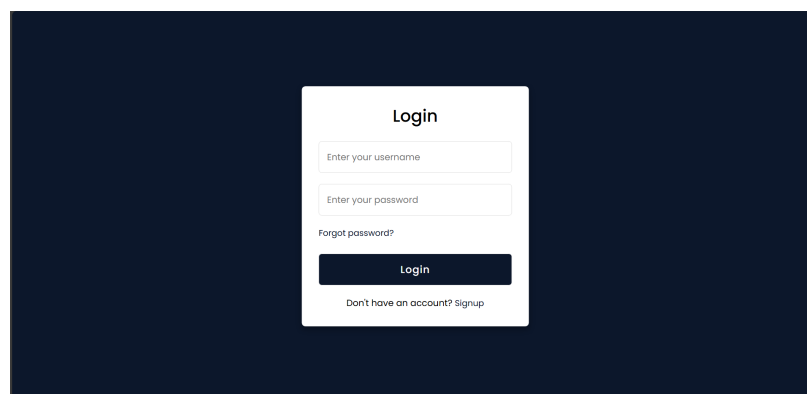 Login
Enter your username
Enter your password
Forgot password?
Login
Don't have an account? Signup